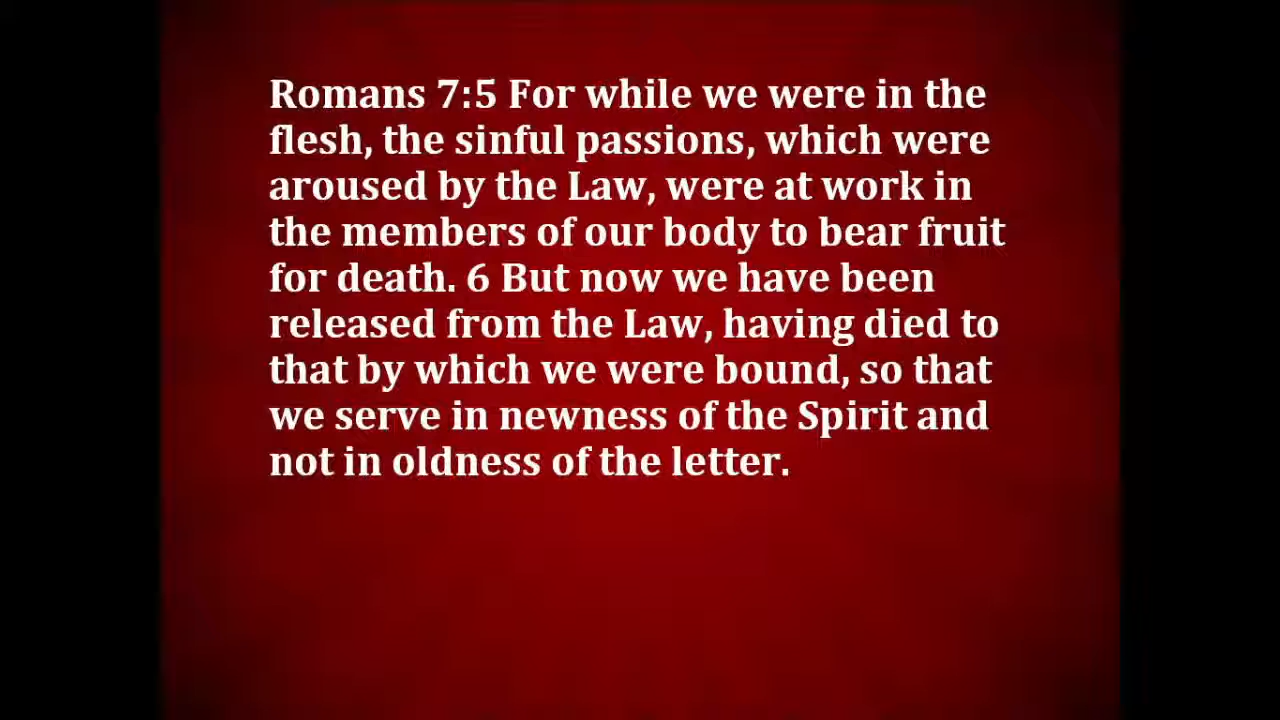 Romans 7:5 For while we were in the
flesh, the sinful passions, which were
aroused by the Law, were at work in
the members of our body to bear fruit
for death. 6 But now we have been
released from the Law, having died to
that by which we were bound, so that
we serve in newness of the Spirit and
not in oldness of the letter.